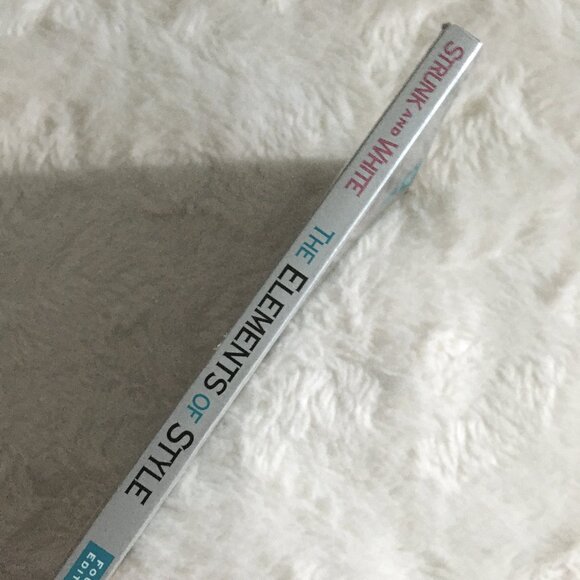 STRUNK AND WHITE
THE ELEMENTS OF STYLE